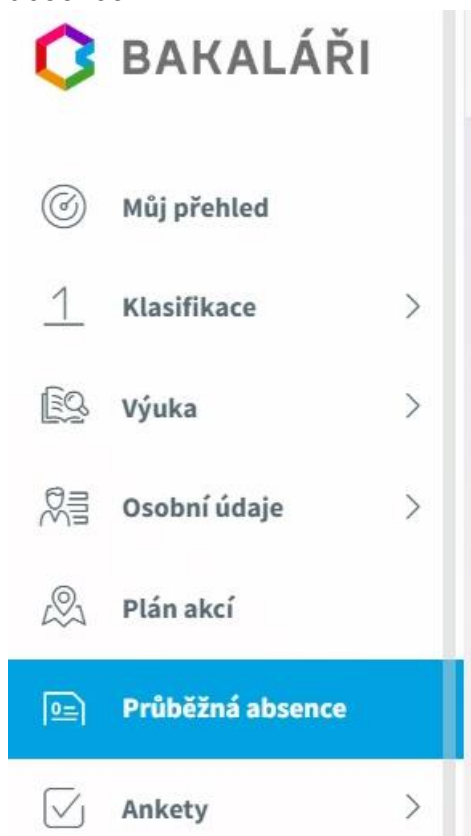 BAKALÁŘI
Můj přehled
1 Klasifikace
Výuka
Osobní údaje
Plán akcí
Průběžná absence
Ankety